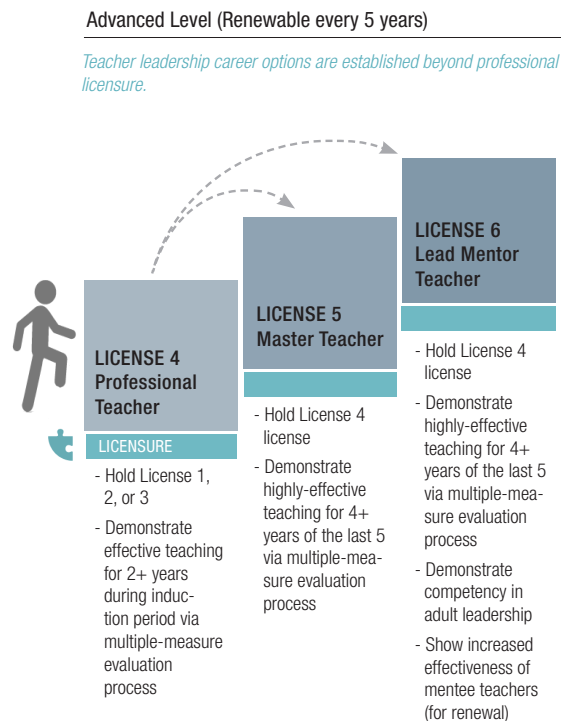 Advanced Level (Renewable every 5 years)
Teacher leadership career options are established beyond professional
licensure.
LICENSE 4
Professional
Teacher
LICENSURE
- Hold License 1,
2, or 3
- Demonstrate
effective teaching
for 2+ years
during induc-
tion period via
multiple-measure
evaluation
process
LICENSE 5
Master Teacher
- Hold License 4
license
- Demonstrate
highly-effective
teaching for 4+
years of the last 5
via multiple-mea-
sure evaluation
process
LICENSE 6
Lead Mentor
Teacher
- Hold License 4
license
- Demonstrate
highly-effective
teaching for 4+
years of the last 5
via multiple-mea-
sure evaluation
process
- Demonstrate
competency in
adult leadership
- Show increased
effectiveness of
mentee teachers
(for renewal)